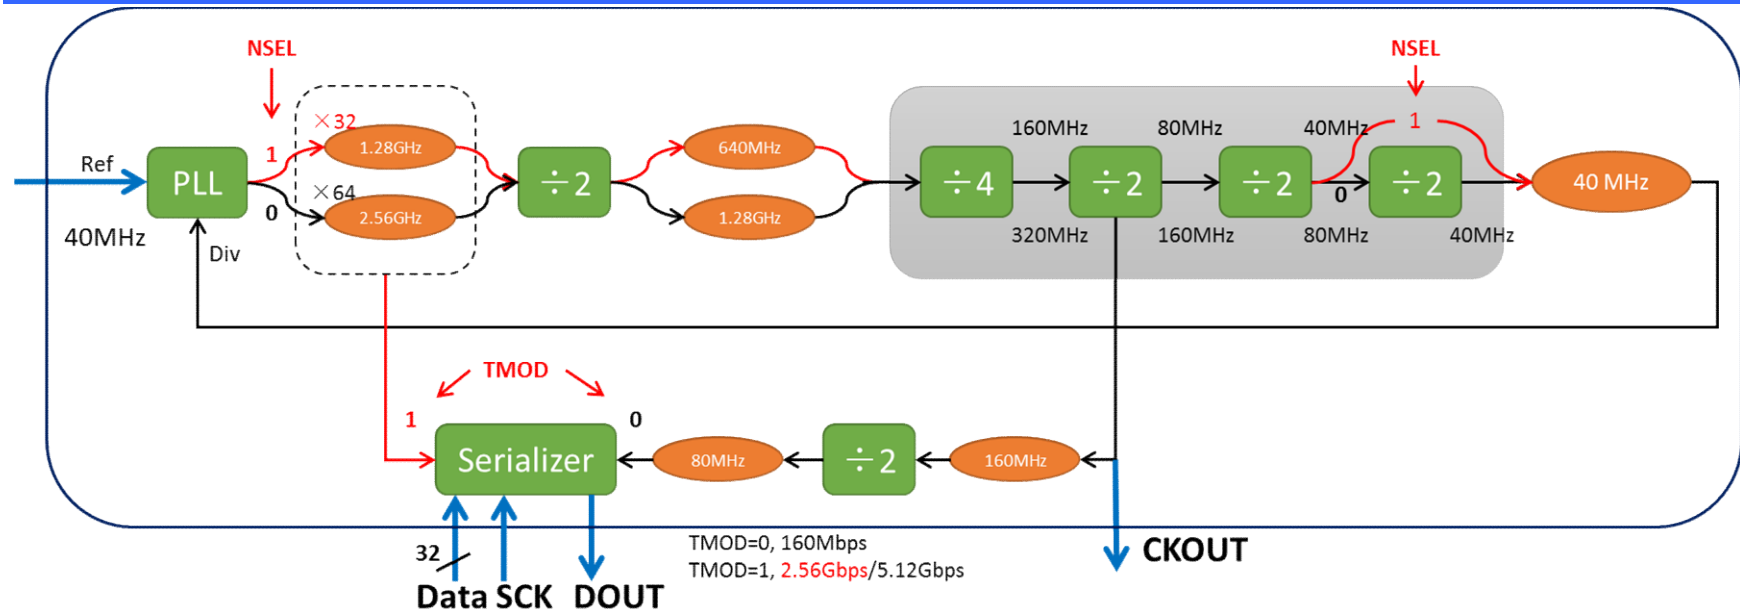 NSEL
NSEL
×32
160MHz
80MHz
40MHz
1
1
1.28GHz
640MHz
Ref
PLL
÷2
÷4
÷2
÷2
÷2
40 MHz
×64
0
0
2.56GHz
1.28GHz
40MHz
Div
320MHz
160MHz
80MHz
40MHz
TMOD
1
0
Serializer
80MHz
÷2
160MHz
32
TMOD=0, 160Mbps
TMOD=1, 2.56Gbps/5.12Gbps
CKOUT
Data SCK DOUT